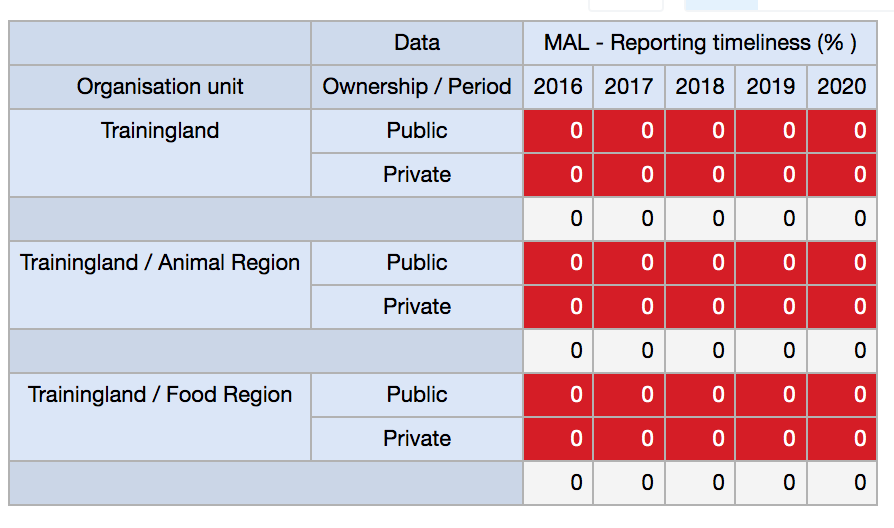 Data MAL - Reporting timeliness (% )
Organisation unit Ownership / Period 2016 2017 2018 2019 2020
Trainingland Public 0 0 0 0 0
Private 0 0 0 0 0
0 0 0 0 0
Trainingland / Animal Region Public 0 0 0 0 0
Private 0 0 0 0 0
0 0 0 0 0
Trainingland / Food Region Public 0 0 0 0 0
Private 0 0 0 0 0
0 0 0 0 0